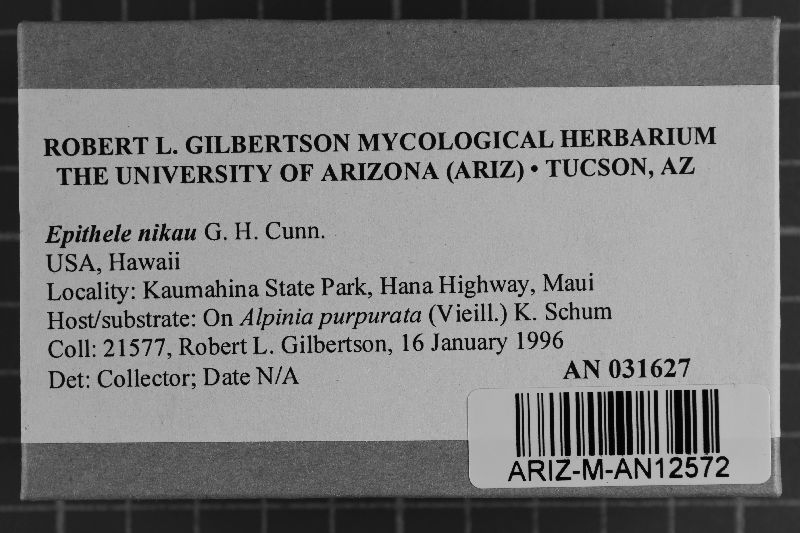 ROBERT L. GILBERTSON MYCOLOGICAL HERBARIUM
THE UNIVERSITY OF ARIZONA (ARIZ) • TUCSON, AZ
Epithele nikau G. H. Cunn.
USA, Hawaii
Locality: Kaumahina State Park, Hana Highway, Maui
Host/substrate: On Alpinia purpurata (Vieill.) K. Schum
Coll: 21577, Robert L. Gilbertson, 16 January 1996
Det: Collector; Date N/A
AN 031627
ARIZ-M-AN12572